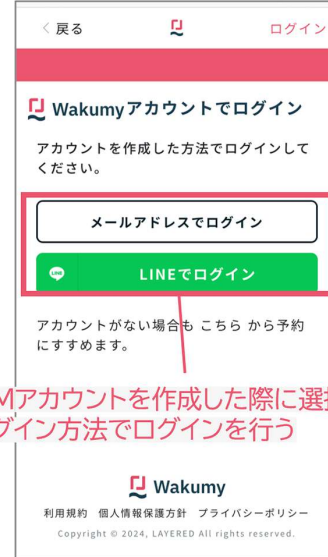 戻る
ログイン
Wakumyアカウントでログイン
アカウントを作成した方法でログインして
ください。
メールアドレスでログイン
LINE LINEでログイン
アカウントがない場合も こちら から予約
にすすめます。
Mアカウントを作成した際に選
グイン方法でログインを行う
Wakumy
利用規約 個人情報保護方針 プライバシーポリシー
Copyright © 2024, LAYERED All rights reserved.